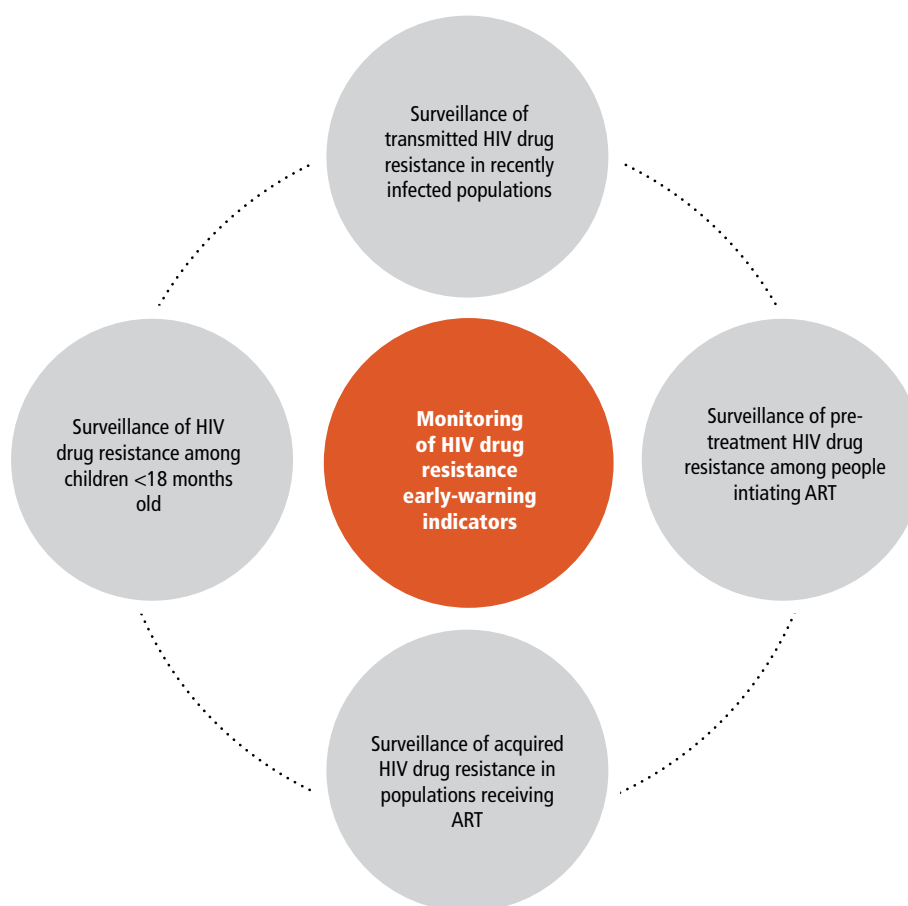 Surveillance of
transmitted HIV drug
resistance in recently
infected populations
Surveillance of HIV
drug resistance among
children <18 months
old
Monitoring
of HIV drug
resistance
early-warning
indicators
Surveillance of pre-
treatment HIV drug
resistance among people
intiating ART
Surveillance of acquired
HIV drug resistance in
populations receiving
ART